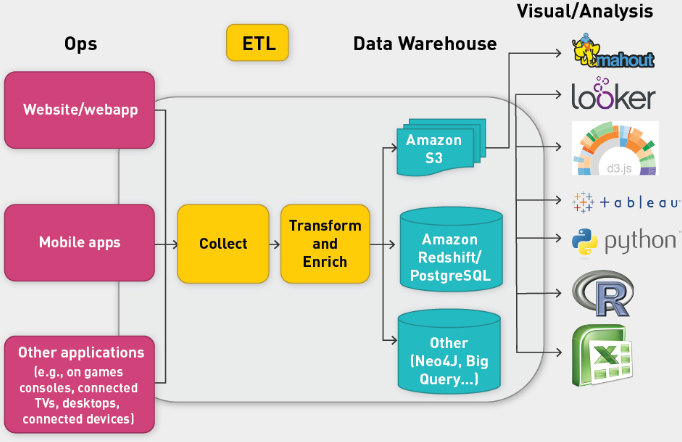 Visual/Analysis
Ops
ETL
Data Warehouse
Website/webapp
Mobile apps
Other applications
(e.g., on games
consoles, connected
TVs, desktops,
connected devices)
Collect
Transform
and
Enrich
Amazon
S3
Amazon
Redshift/
PostgreSQL
Other
(Neo4J, Big
Query...)
mahout
looker
d3.js
+ableau
python
R
X